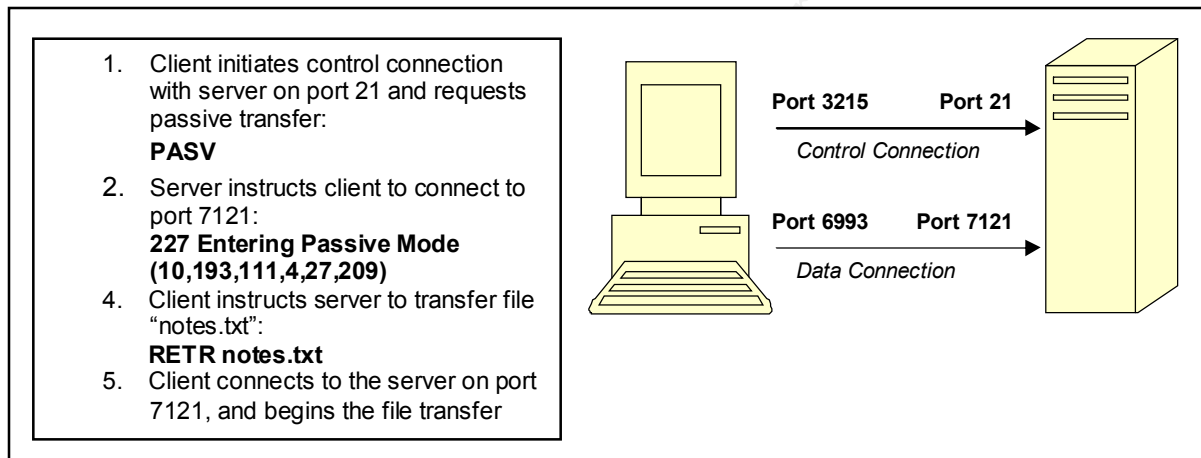 1. Client initiates control connection
with server on port 21 and requests
passive transfer:
PASV
2. Server instructs client to connect to
port 7121:
227 Entering Passive Mode
(10,193,111,4,27,209)
4. Client instructs server to transfer file
“notes.txt”:
RETR notes.txt
5. Client connects to the server on port
7121, and begins the file transfer
Port 3215 Port 21
Control Connection
Port 6993 Port 7121
Data Connection